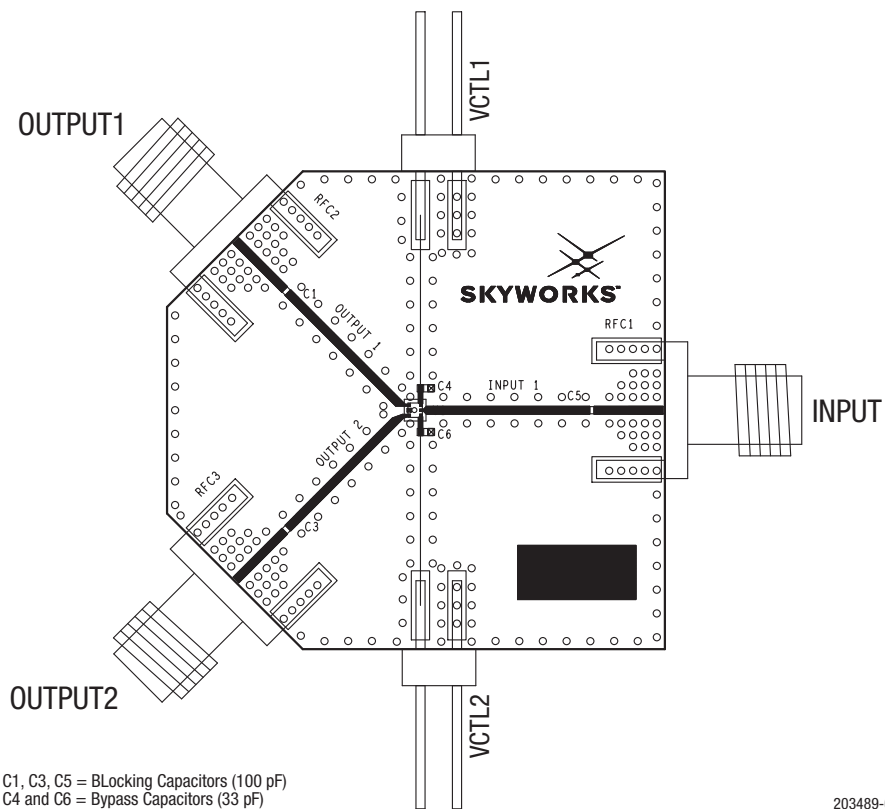 VCTL1
OUTPUT1
RFC2
C1
SKYWORKS
OUTPUT 1
RFC1
C4
INPUT 1
C5
INPUT
C6
OUTPUT 2
RFC3
C3
OUTPUT2
VCTL2
C1, C3, C5 = BLocking Capacitors (100 pF)
C4 and C6 = Bypass Capacitors (33 pF)